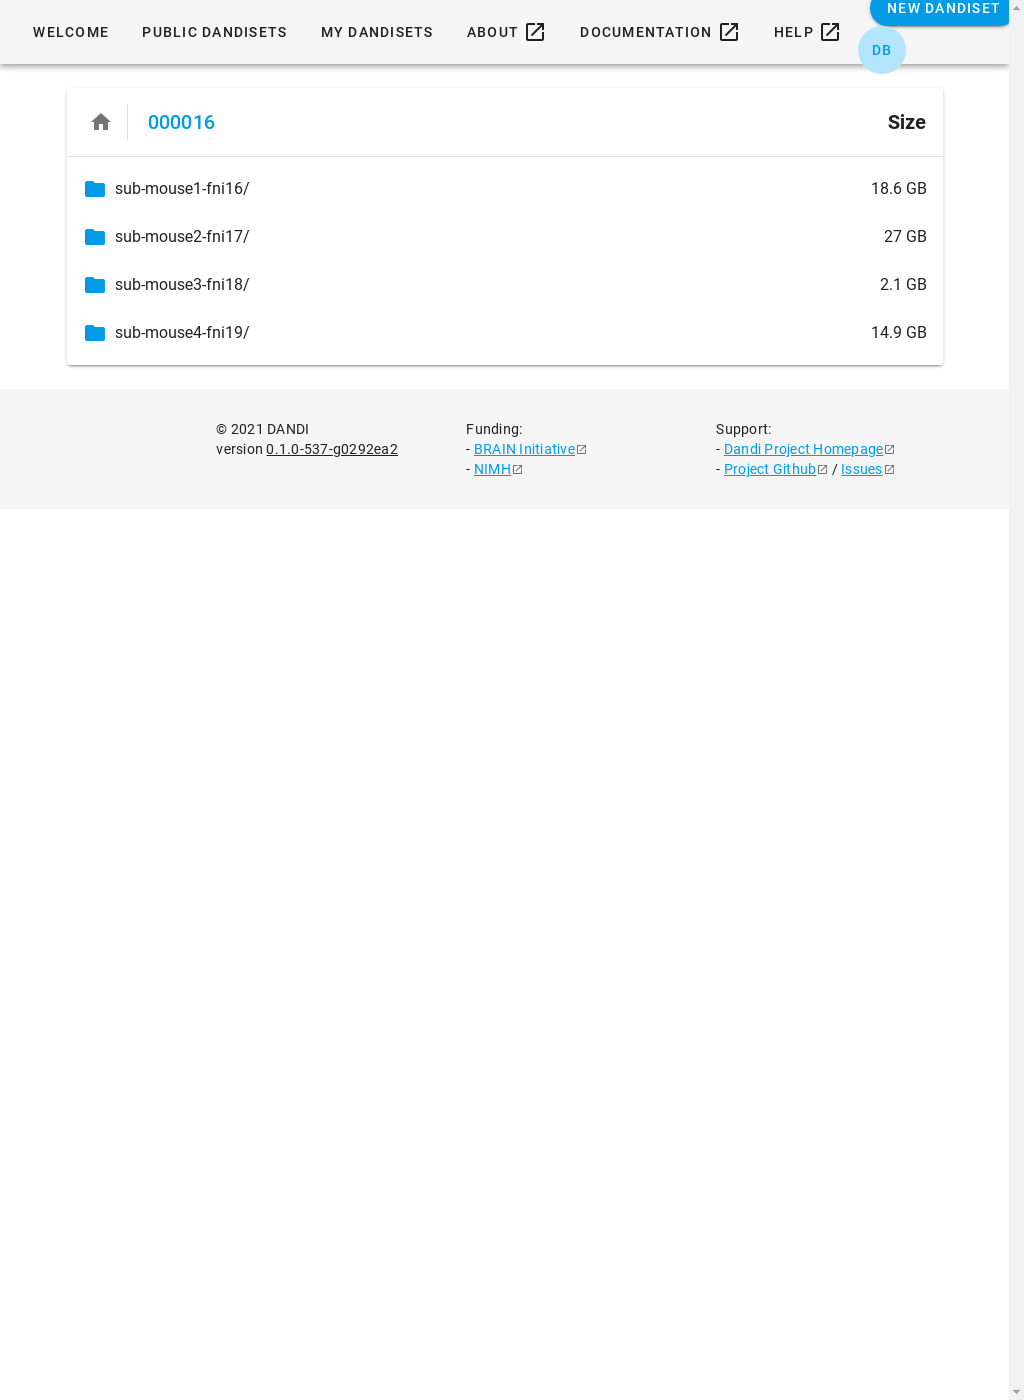 NEW DANDISET
WELCOME PUBLIC DANDISETS MY DANDISETS ABOUT DOCUMENTATION HELP
DB
000016 Size
sub-mouse1-fni16/ 18.6 GB
sub-mouse2-fni17/ 27 GB
sub-mouse3-fni18/ 2.1 GB
sub-mouse4-fni19/ 14.9 GB
© 2021 DANDI
version 0.1.0-537-g0292ea2
Funding:
- BRAIN Initiative
- NIMH
Support:
- Dandi Project Homepage
- Project Github / Issues